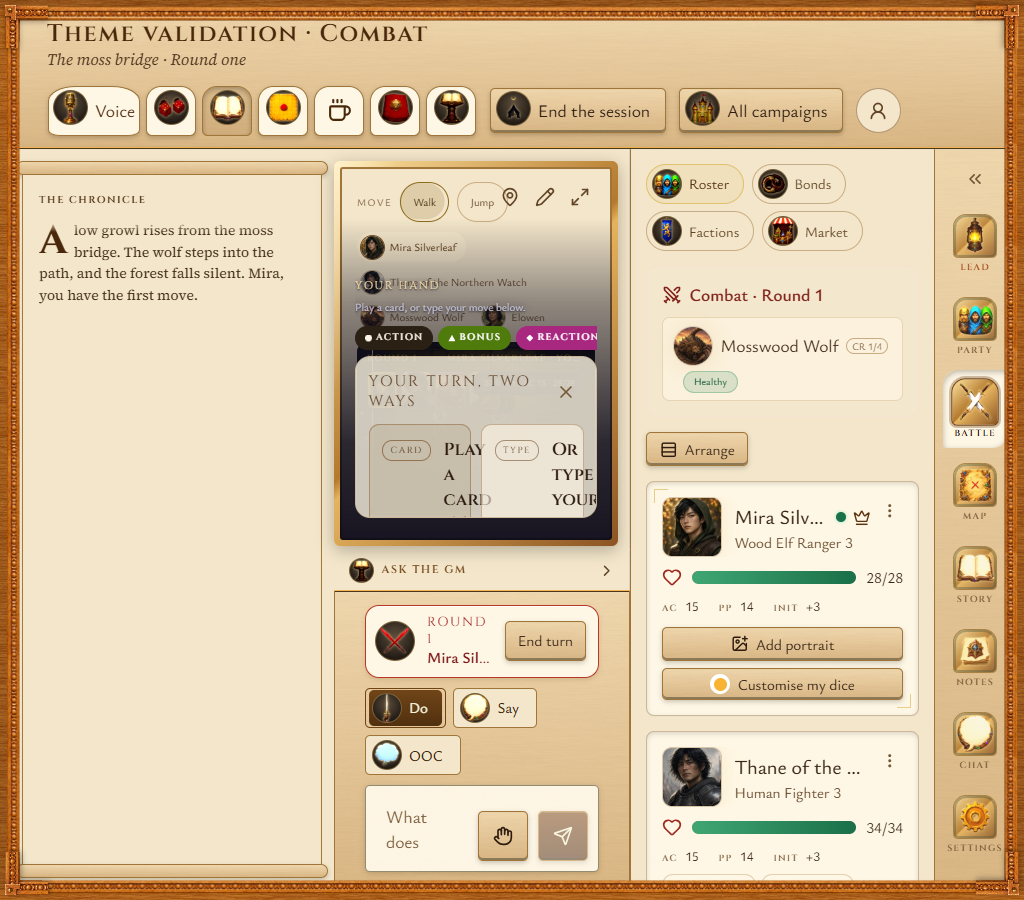 Theme validation · Combat
The moss bridge · Round one
Voice
End the session
All campaigns
THE CHRONICLE
A low growl rises from the moss
bridge. The wolf steps into the
path, and the forest falls silent. Mira,
you have the first move.
MOVE
Walk
Jump
Mira Silverleaf
Thane of the Northern Watch
YOUR HAND
Play a card, or type your move below.
Mosswood Wolf
Elowen
ACTION
BONUS
REACTION
YOUR TURN, TWO
WAYS
CARD
Play
a
card
TYPE
Or
type
your
ASK THE GM
ROUND
1
Mira Sil...
End turn
Do
Say
OOC
What
does
Roster
Bonds
Factions
Market
Combat · Round 1
Mosswood Wolf
CR 1/4
Healthy
Arrange
Mira Silv...
Wood Elf Ranger 3
28/28
AC 15 PP 14 INIT +3
Add portrait
Customise my dice
Thane of the ...
Human Fighter 3
34/34
AC 15 PP 14 INIT +3
LEAD
PARTY
BATTLE
MAP
STORY
NOTES
CHAT
SETTINGS